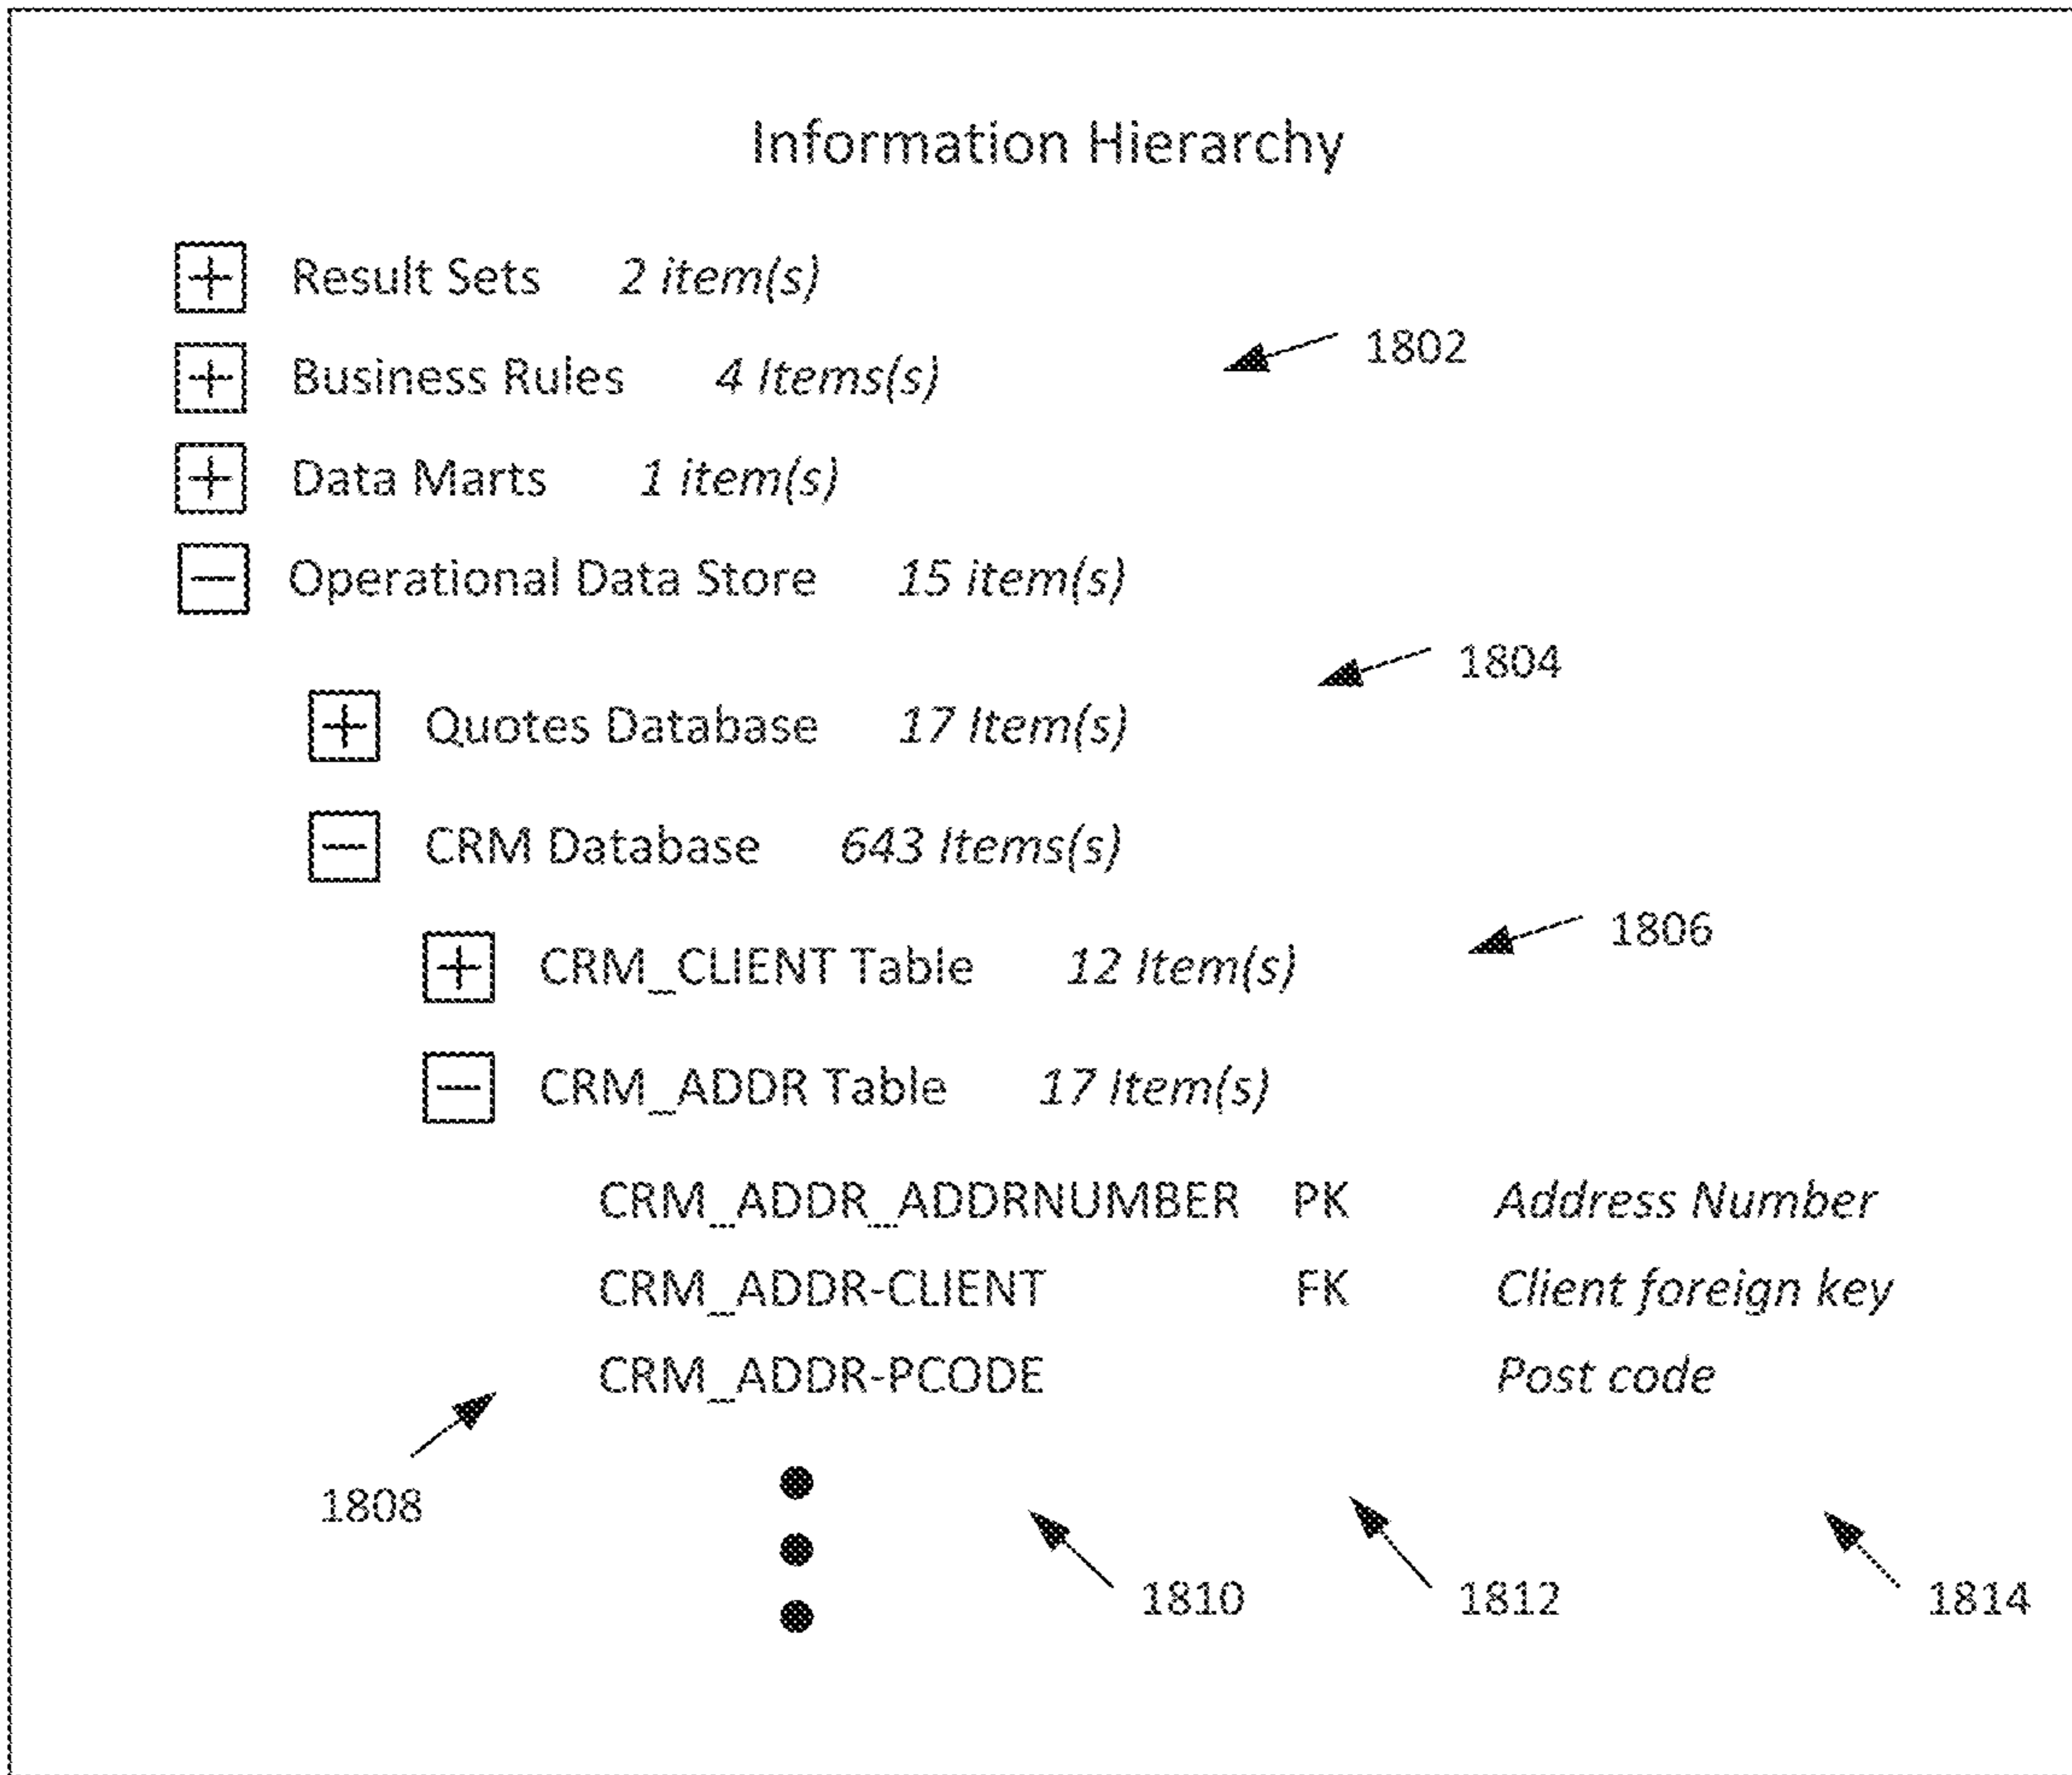 Information Hierarchy
+ Result Sets 2 item(s)
1802
+ Business Rules 4 Items(s)
+ Data Marts 1 item(s)
− Operational Data Store 15 item(s)
1804
+ Quotes Database 17 Item(s)
− CRM Database 643 Items(s)
1806
+ CRM_CLIENT Table 12 Item(s)
− CRM_ADDR Table 17 Item(s)
CRM_ADDR_ADDRNUMBER PK Address Number
CRM_ADDR-CLIENT FK Client foreign key
CRM_ADDR-PCODE Post code
1808
1810 1812 1814